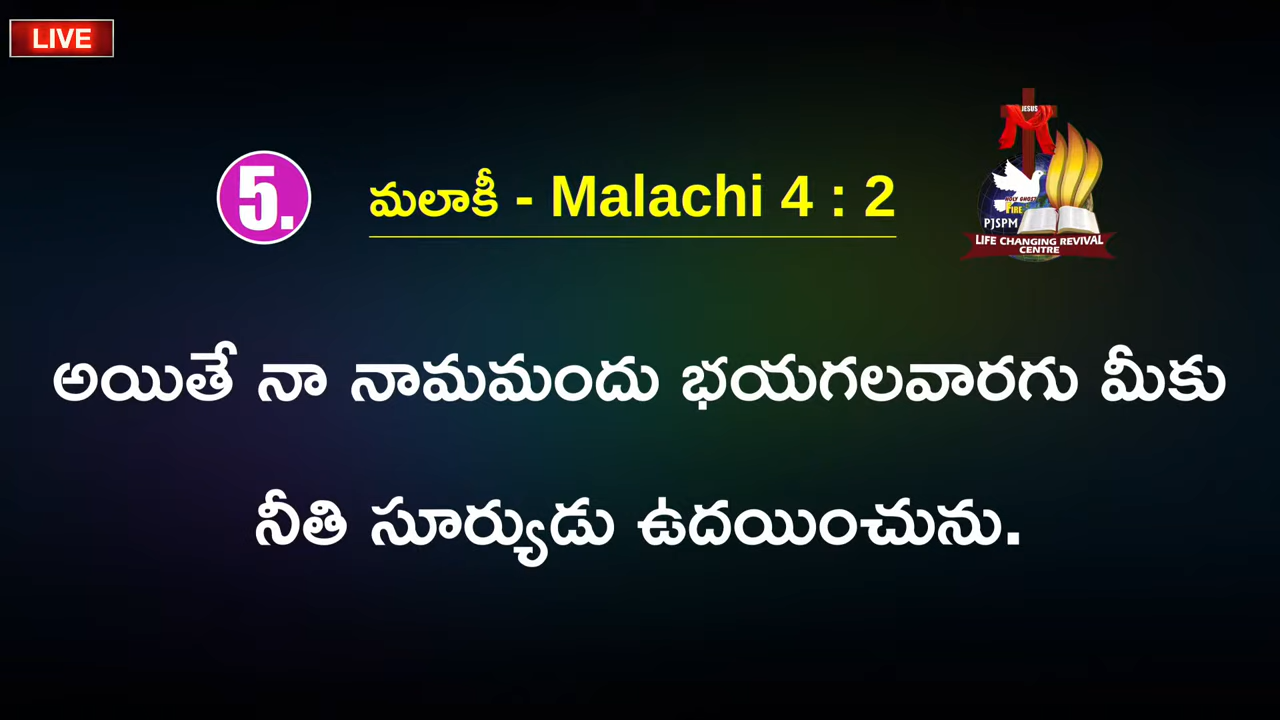 LIVE
5.
మలాకీ - Malachi 4 : 2
JESUS
HOLY GHOST
FIRE
PJSPM
LIFE CHANGING REVIVAL
CENTRE
అయితే నా నామమందు భయగలవారగు మీకు
నీతి సూర్యుడు ఉదయించును.